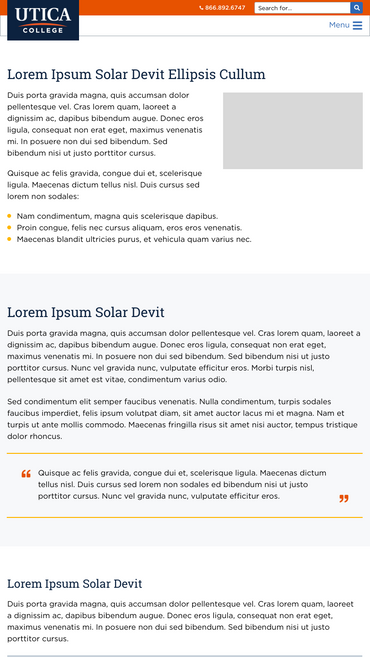 UTICA
COLLEGE
866.892.6747
Search for...
Menu
Lorem Ipsum Solar Devit Ellipsis Cullum
Duis porta gravida magna, quis accumsan dolor
pellentesque vel. Cras lorem quam, laoreet a
dignissim ac, dapibus bibendum augue. Donec eros
ligula, consequat non erat eget, maximus venenatis
mi. In posuere non dui sed bibendum. Sed
bibendum nisi ut justo porttitor cursus.
Quisque ac felis gravida, congue dui et, scelerisque
ligula. Maecenas dictum tellus nisl. Duis cursus sed
lorem non sodales:
Nam condimentum, magna quis scelerisque dapibus.
Proin congue, felis nec cursus aliquam, eros eros venenatis.
Maecenas blandit ultricies purus, et vehicula quam varius nec.
Lorem Ipsum Solar Devit
Duis porta gravida magna, quis accumsan dolor pellentesque vel. Cras lorem quam, laoreet a
dignissim ac, dapibus bibendum augue. Donec eros ligula, consequat non erat eget,
maximus venenatis mi. In posuere non dui sed bibendum. Sed bibendum nisi ut justo
porttitor cursus. Nunc vel gravida nunc, vulputate efficitur eros. Morbi turpis nisl,
pellentesque sit amet est vitae, condimentum varius odio.
Sed condimentum elit semper faucibus venenatis. Nulla condimentum, turpis sodales
faucibus imperdiet, felis ipsum volutpat diam, sit amet auctor lacus mi et magna. Nam et
turpis ut ante mollis commodo. Maecenas fringilla risus sit amet nisi auctor, tempus tristique
dolor rhoncus.
“ Quisque ac felis gravida, congue dui et, scelerisque ligula. Maecenas dictum
tellus nisl. Duis cursus sed lorem non sodales ed bibendum nisi ut justo
porttitor cursus. Nunc vel gravida nunc, vulputate efficitur eros. ”
Lorem Ipsum Solar Devit
Duis porta gravida magna, quis accumsan dolor pellentesque vel. Cras lorem quam, laoreet
a dignissim ac, dapibus bibendum augue. Donec eros ligula, consequat non erat eget,
maximus venenatis mi. In posuere non dui sed bibendum. Sed bibendum nisi ut justo
porttitor cursus.